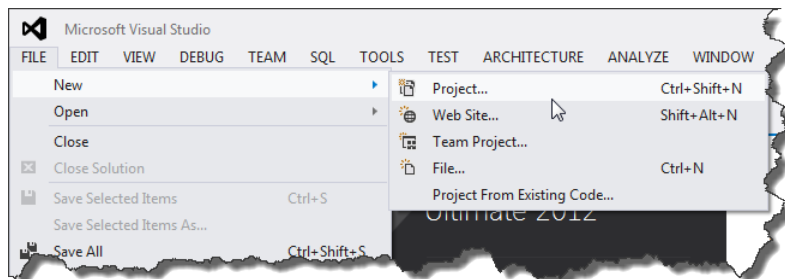 Microsoft Visual Studio
FILE EDIT VIEW DEBUG TEAM SQL TOOLS TEST ARCHITECTURE ANALYZE WINDOW
New
Project... Ctrl+Shift+N
Open
Web Site... Shift+Alt+N
Close
Team Project...
Close Solution
File... Ctrl+N
Save Selected Items Ctrl+S
Project From Existing Code...
Save Selected Items As...
Ultimate 2012
Save All Ctrl+Shift+S